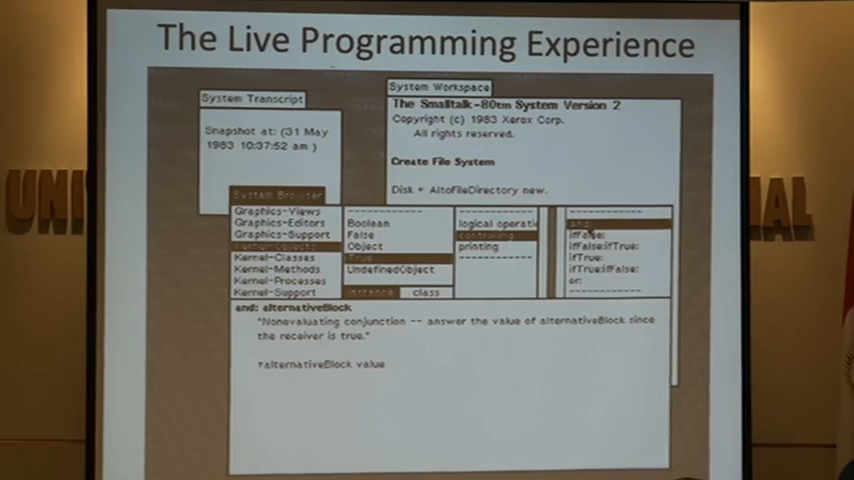 The Live Programming Experience
System Transcript
Snapshot at: (31 May
1983 10:37:52 am )
System Workspace
The Smalltalk-80tm System Version 2
Copyright (c) 1983 Xerox Corp.
All rights reserved.
Create File System
Disk ← AltoFileDirectory new.
System Browser
Graphics-Views
Graphics-Editors
Graphics-Support
Kernel-Objects
Kernel-Classes
Kernel-Methods
Kernel-Processes
Kernel-Support
--------------
Boolean
False
Object
True
UndefinedObject
instance
class
--------------
logical operati
controlling
printing
--------------
--------------
and:
ifFalse:
ifFalse:ifTrue:
ifTrue:
ifTrue:ifFalse:
or:
--------------
and: alternativeBlock
"Nonevaluating conjunction -- answer the value of alternativeBlock since
the receiver is true."
↑alternativeBlock value
UNI
AL